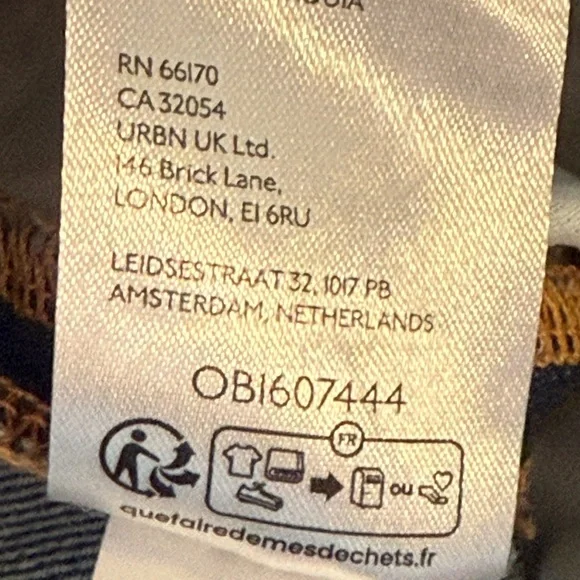 RN 66170
CA 32054
URBN UK Ltd.
146 Brick Lane,
LONDON, E1 6RU
LEIDSESTRAAT 32, 1017 PB
AMSTERDAM, NETHERLANDS
OB1607444
FR
OU
quefairedemesdechets.fr